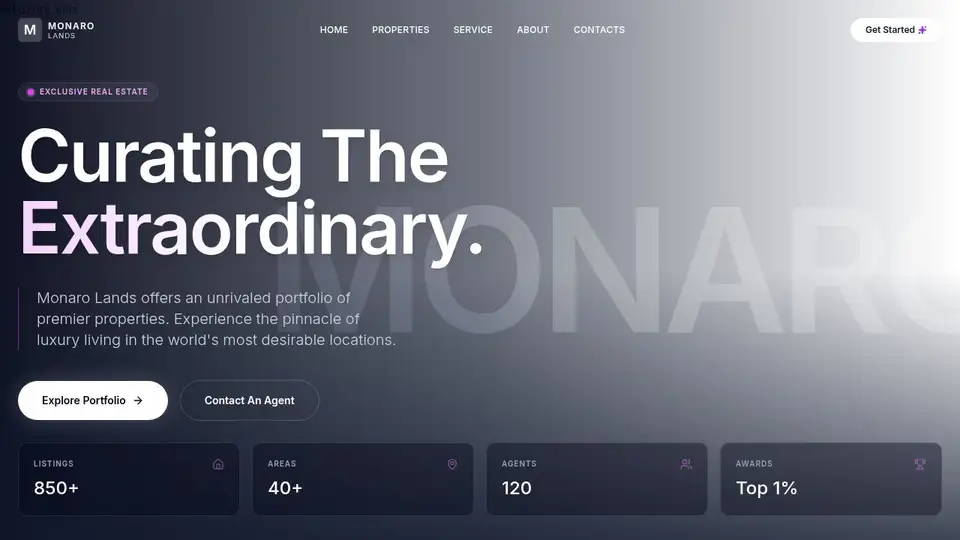 Luxury Villa
M
MONARO
LANDS
HOME
PROPERTIES
SERVICE
ABOUT
CONTACTS
Get Started
EXCLUSIVE REAL ESTATE
Curating The
Extraordinary.
MONARO
Monaro Lands offers an unrivaled portfolio of
premier properties. Experience the pinnacle of
luxury living in the world's most desirable locations.
Explore Portfolio
Contact An Agent
LISTINGS
850+
AREAS
40+
AGENTS
120
AWARDS
Top 1%